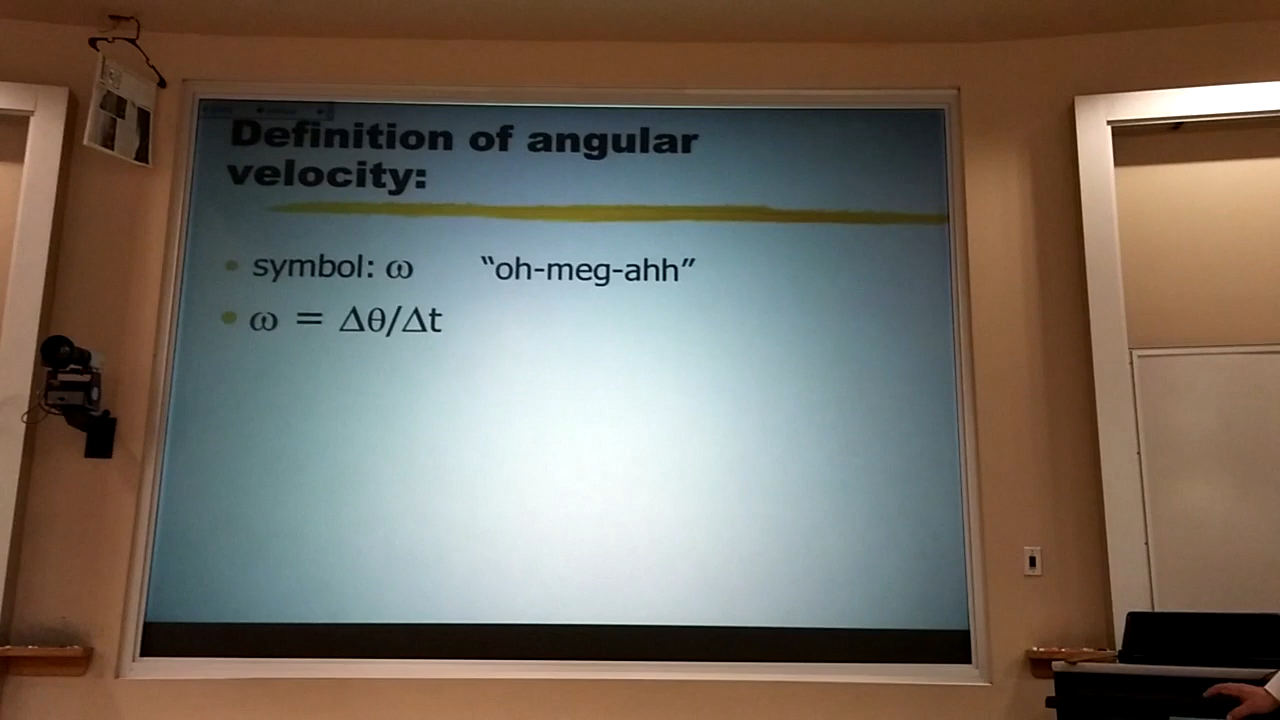 Definition of angular
velocity:
• symbol: ω “oh-meg-ahh”
• ω = Δθ/Δt